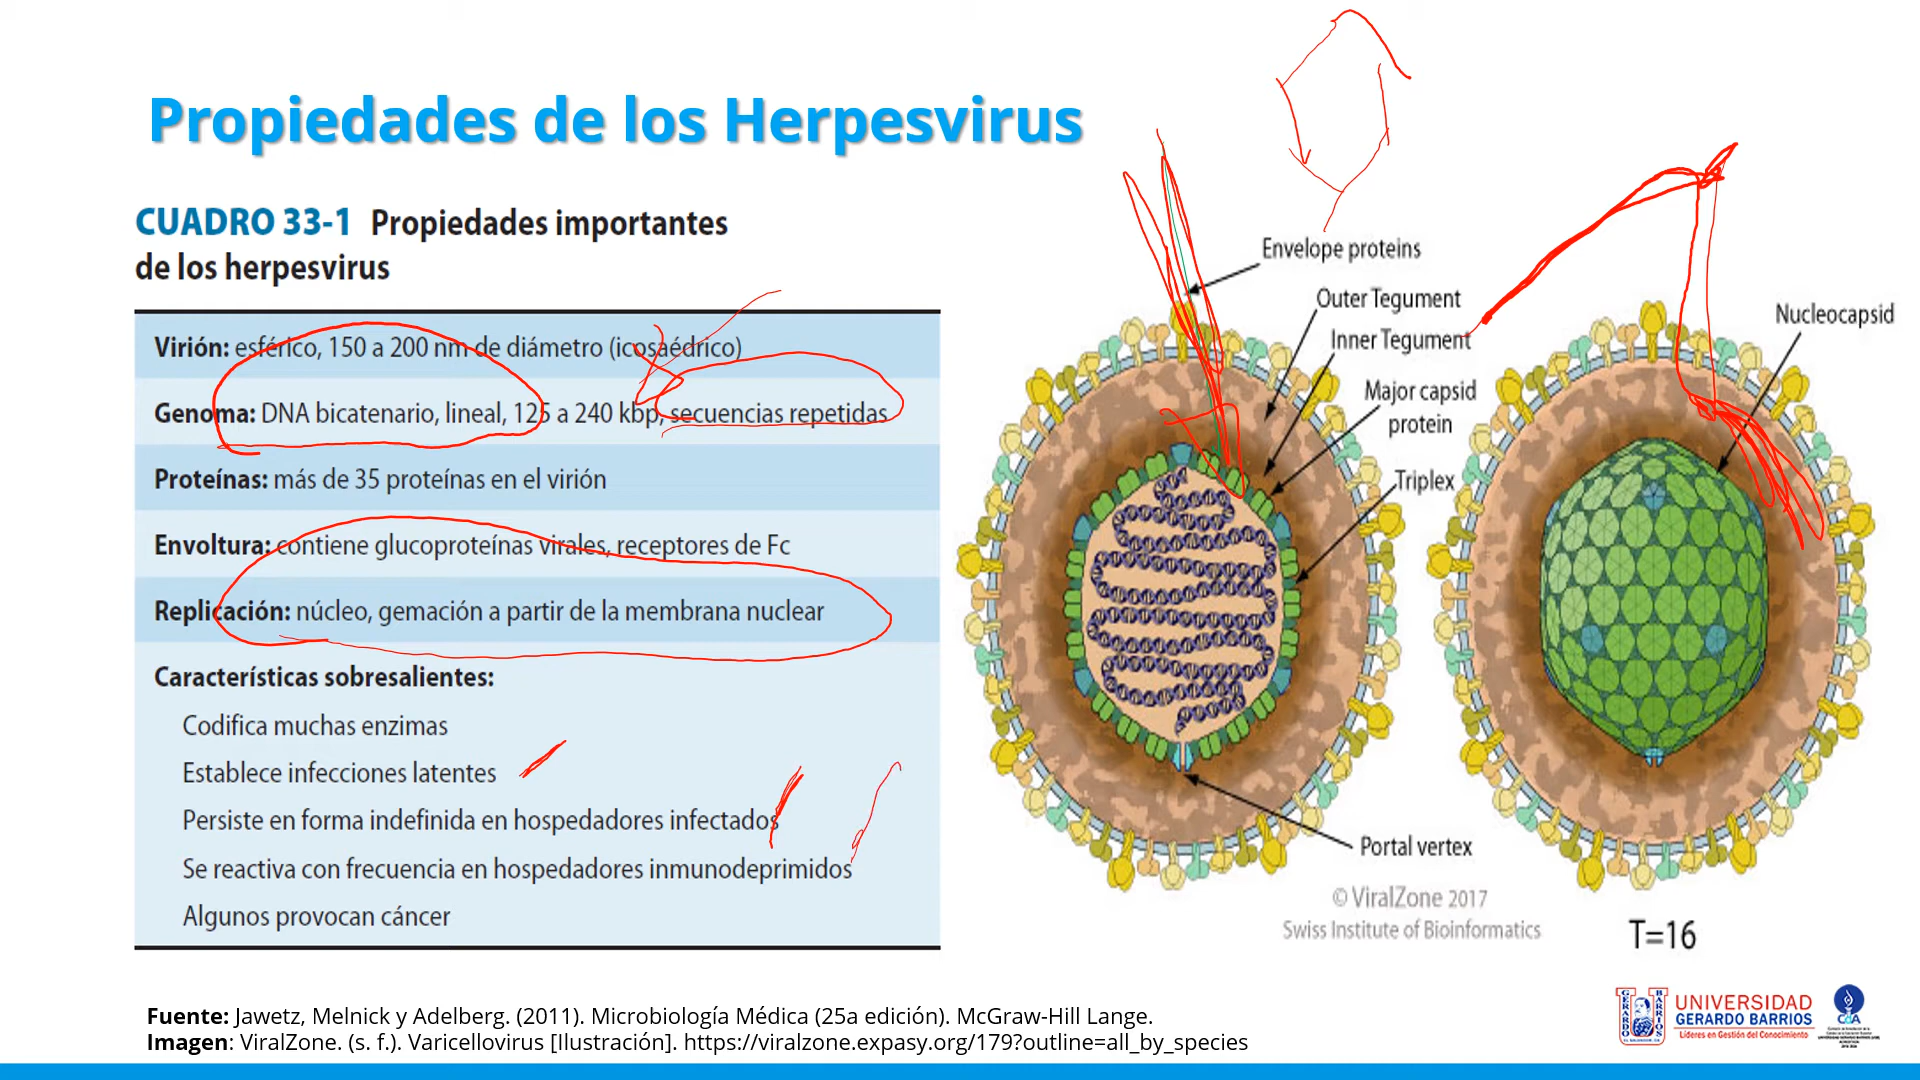 Propiedades de los Herpesvirus
CUADRO 33-1 Propiedades importantes
de los herpesvirus
Virión: esférico, 150 a 200 nm de diámetro (icosaédrico)
Genoma: DNA bicatenario, lineal, 125 a 240 kbp, secuencias repetidas
Proteínas: más de 35 proteínas en el virión
Envoltura: contiene glucoproteínas virales, receptores de Fc
Replicación: núcleo, gemación a partir de la membrana nuclear
Características sobresalientes:
Codifica muchas enzimas
Establece infecciones latentes
Persiste en forma indefinida en hospedadores infectados
Se reactiva con frecuencia en hospedadores inmunodeprimidos
Algunos provocan cáncer
Envelope proteins
Outer Tegument
Inner Tegument
Major capsid
protein
Triplex
Portal vertex
Nucleocapsid
© ViralZone 2017
Swiss Institute of Bioinformatics
T=16
Fuente: Jawetz, Melnick y Adelberg. (2011). Microbiología Médica (25a edición). McGraw-Hill Lange.
Imagen: ViralZone. (s. f.). Varicellovirus [Ilustración]. https://viralzone.expasy.org/179?outline=all_by_species
GERARDO BARRIOS
UNIVERSIDAD
GERARDO BARRIOS
Líderes en Gestión del Conocimiento
CdA